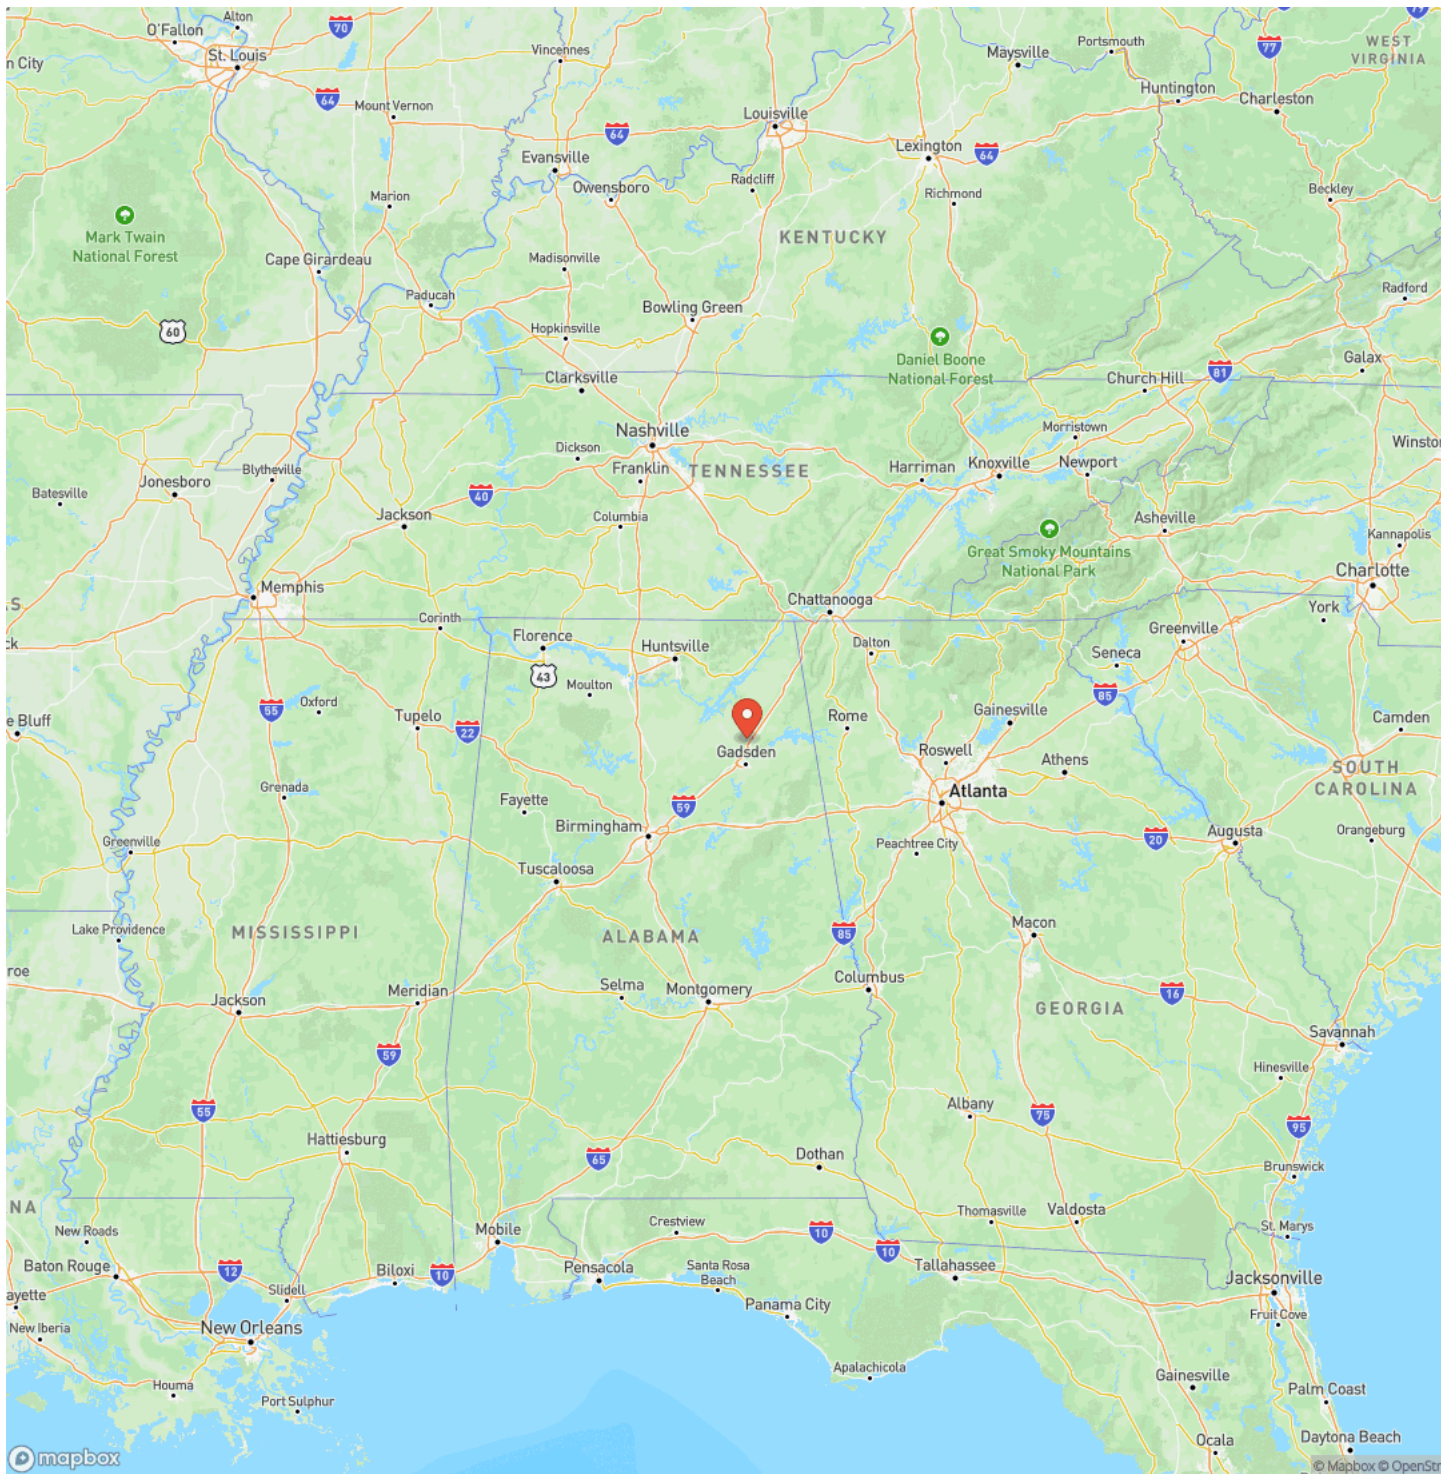 Alton
O'Fallon
70
St. Louis
n City
Vincennes
Maysville
Portsmouth
77
79
WEST
VIRGINIA
64
Mount Vernon
Louisville
64
Huntington
Charleston
Evansville
Lexington
64
Owensboro
Radcliff
Richmond
Beckley
Marion
Mark Twain
National Forest
KENTUCKY
Cape Girardeau
Madisonville
Paducah
Bowling Green
Radford
60
Hopkinsville
Daniel Boone
National Forest
Galax
Clarksville
Church Hill
81
Nashville
Morristown
Dickson
Franklin
TENNESSEE
Harriman
Knoxville
Newport
Winsto
Blytheville
Jonesboro
Batesville
40
Jackson
Columbia
Asheville
Great Smoky Mountains
National Park
Kannapolis
Charlotte
Memphis
AS
Chattanooga
York
Corinth
Florence
Huntsville
Dalton
Greenville
ck
Seneca
43
Moulton
85
55
Oxford
Tupelo
22
Rome
Gainesville
Camden
e Bluff
Gadsden
Roswell
Athens
SOUTH
CAROLINA
Grenada
Fayette
59
Atlanta
Birmingham
Greenville
Peachtree City
20
Augusta
Orangeburg
Tuscaloosa
Lake Providence
MISSISSIPPI
ALABAMA
85
Macon
roe
Jackson
Meridian
Selma
Montgomery
Columbus
16
GEORGIA
Savannah
59
Hinesville
55
Albany
75
95
Hattiesburg
65
Dothan
Brunswick
NA
New Roads
Mobile
Crestview
10
Thomasville
Valdosta
St. Marys
Baton Rouge
12
Biloxi
10
Pensacola
Santa Rosa
Beach
10
Tallahassee
Jacksonville
Slidell
ayette
New Iberia
New Orleans
Panama City
Fruit Cove
Houma
Port Sulphur
Apalachicola
Gainesville
Palm Coast
Ocala
Daytona Beach
mapbox
© Mapbox © OpenStr